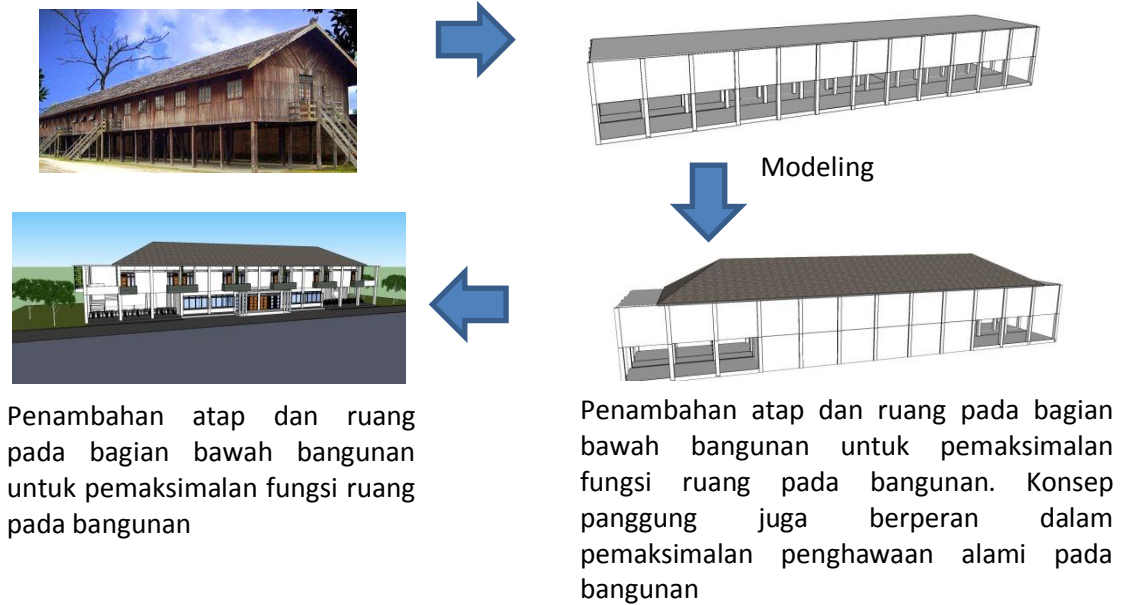 Modeling
Penambahan atap dan ruang
pada bagian bawah bangunan
untuk pemaksimalan fungsi ruang
pada bangunan
Penambahan atap dan ruang pada bagian
bawah bangunan untuk pemaksimalan
fungsi ruang pada bangunan. Konsep
panggung juga berperan dalam
pemaksimalan penghawaan alami pada
bangunan